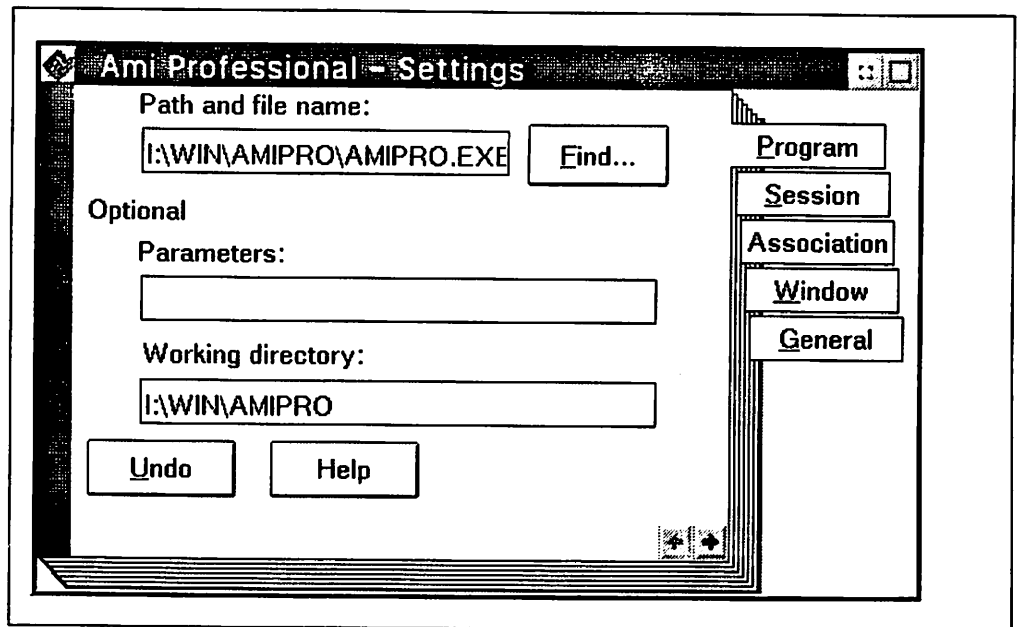 Ami Professional - Settings
Path and file name:
I:\WIN\AMIPRO\AMIPRO.EXE
Find...
Optional
Parameters:
Working directory:
I:\WIN\AMIPRO
Undo
Help
Program
Session
Association
Window
General